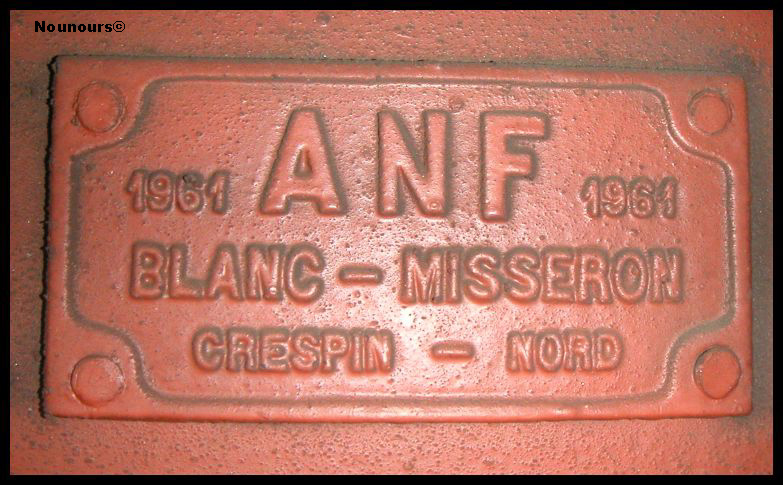 Nounours©
ANF
1961 1961
BLANC - MISSERON
CRESPIN - NORD